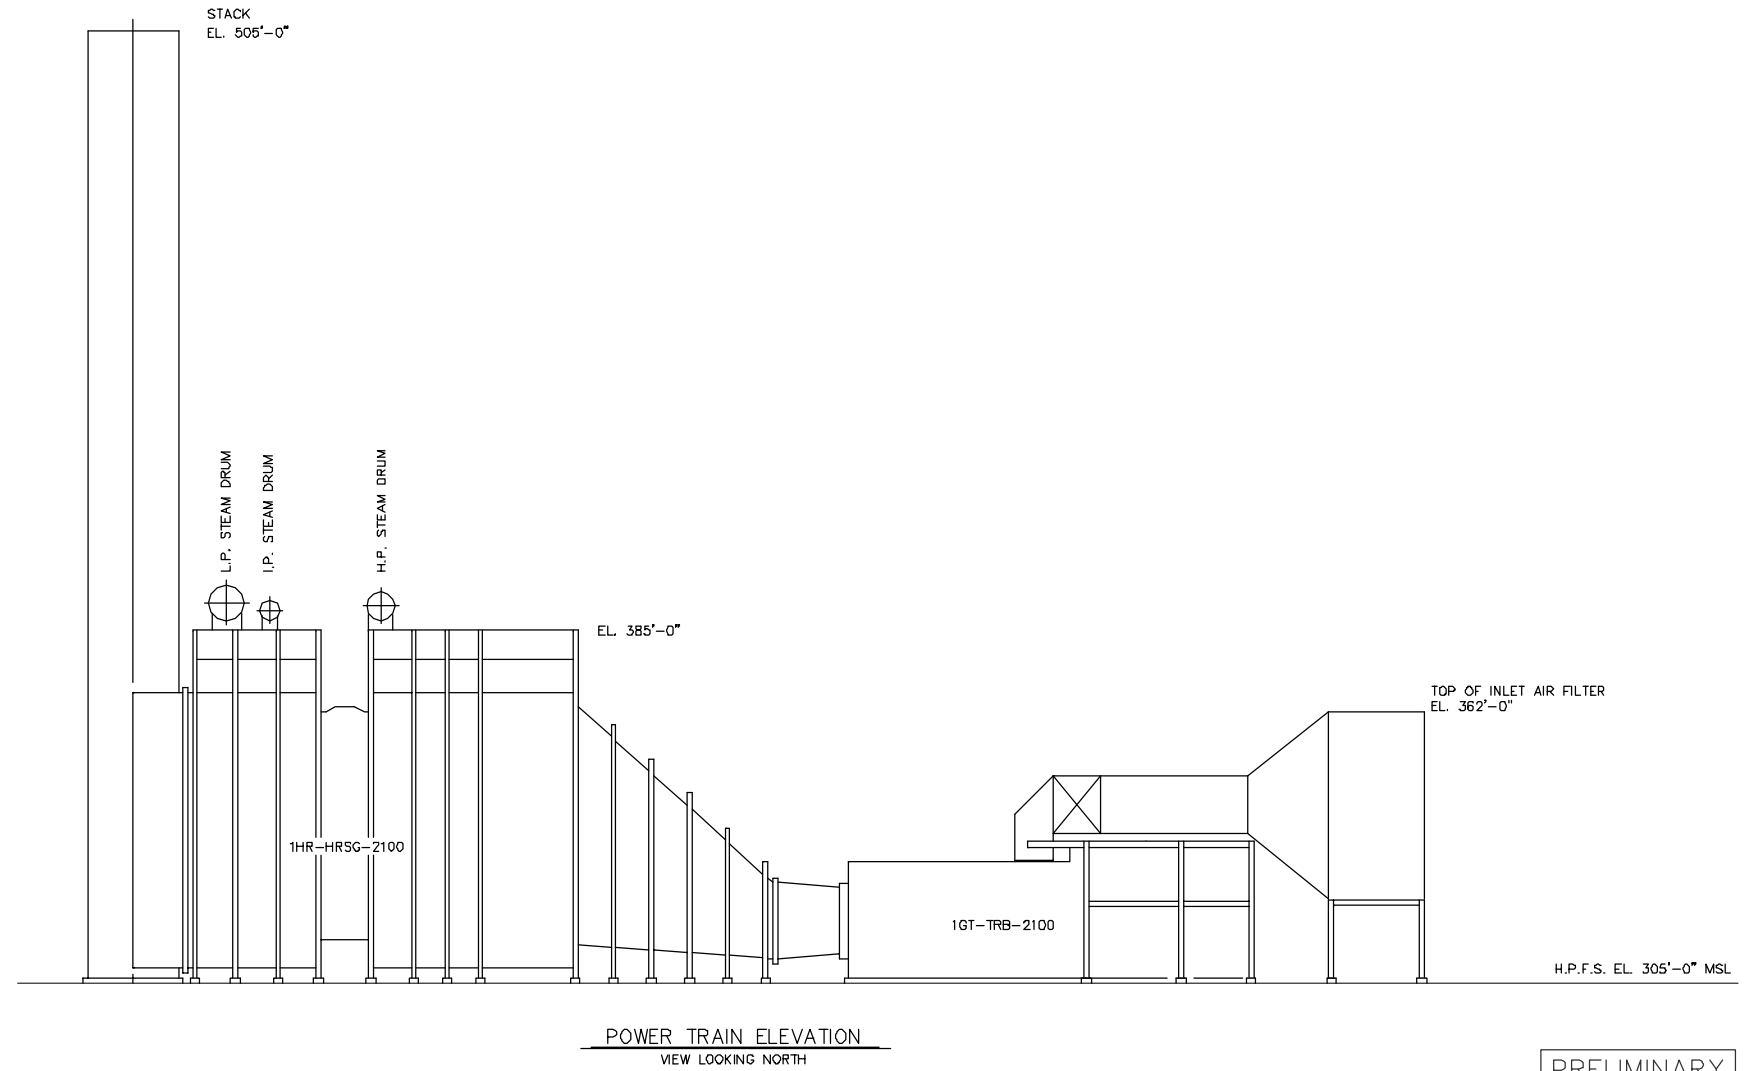 STACK
EL. 505'-0"
L.P. STEAM DRUM
I.P. STEAM DRUM
H.P. STEAM DRUM
EL. 385'-0"
TOP OF INLET AIR FILTER
EL. 362'-0"
1HR-HRSG-2100
1GT-TRB-2100
H.P.F.S. EL. 305'-0" MSL
POWER TRAIN ELEVATION
VIEW LOOKING NORTH
PRELIMINARY